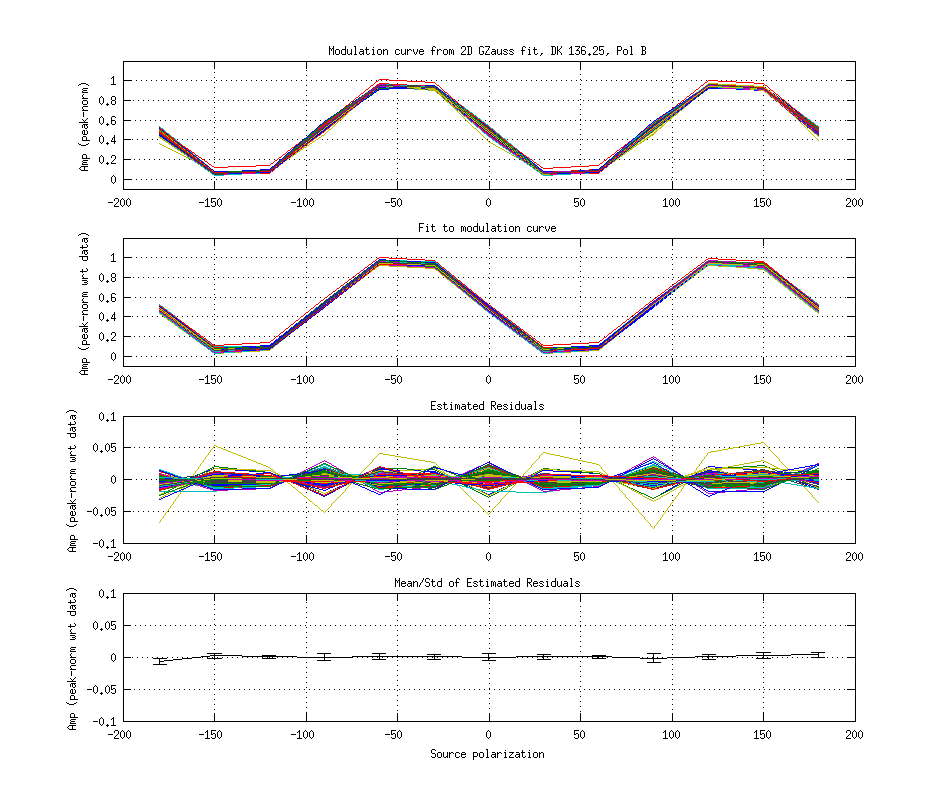 Modulation curve from 2D GZauss fit, DK 136.25, Pol B
Amp (peak-norm)
1
0.8
0.6
0.4
0.2
0
-200 -150 -100 -50 0 50 100 150 200
Fit to modulation curve
Amp (peak-norm wrt data)
1
0.8
0.6
0.4
0.2
0
-200 -150 -100 -50 0 50 100 150 200
Estimated Residuals
Amp (peak-norm wrt data)
0.1
0.05
0
-0.05
-0.1
-200 -150 -100 -50 0 50 100 150 200
Mean/Std of Estimated Residuals
Amp (peak-norm wrt data)
0.1
0.05
0
-0.05
-0.1
-200 -150 -100 -50 0 50 100 150 200
Source polarization